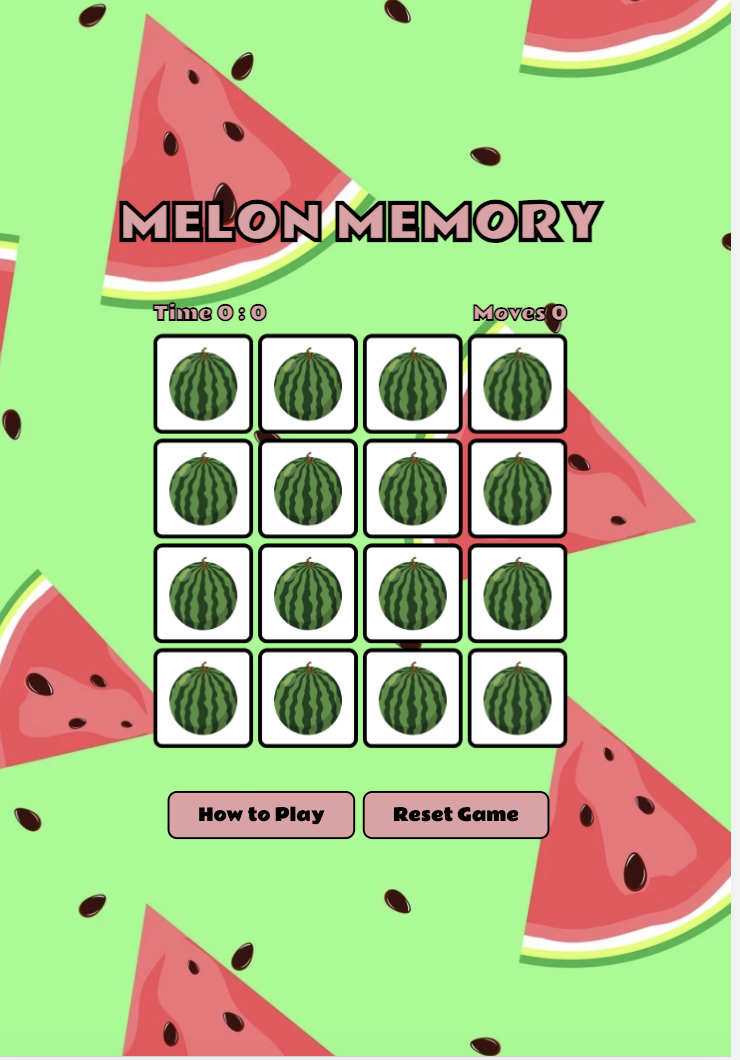 MELON MEMORY
Time 0 : 0
Moves 0
How to Play
Reset Game